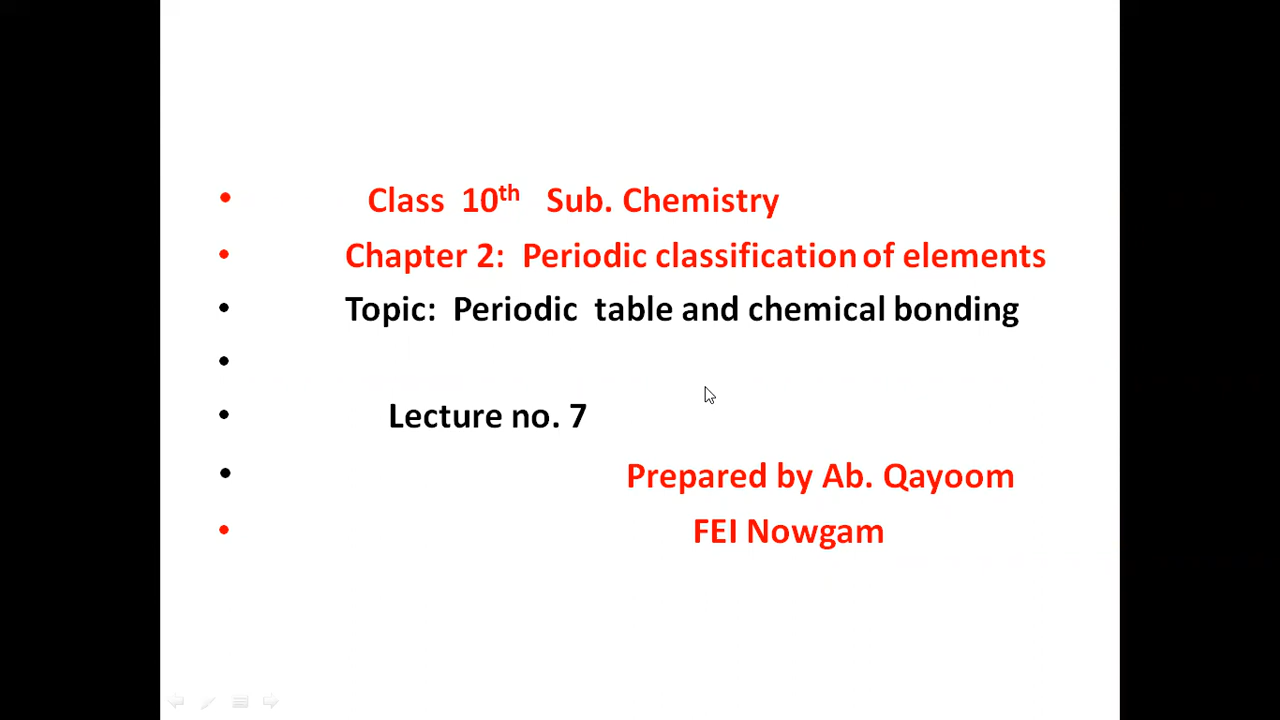 Class 10th Sub. Chemistry
Chapter 2: Periodic classification of elements
Topic: Periodic table and chemical bonding
Lecture no. 7
Prepared by Ab. Qayoom
FEI Nowgam